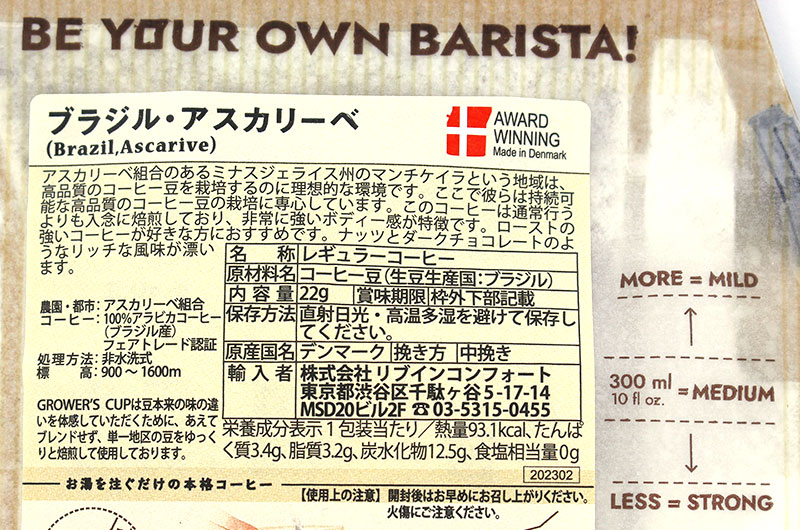 BE YOUR OWN BARISTA!
ブラジル・アスカリーベ
(Brazil,Ascarive)
AWARD
WINNING
Made in Denmark
アスカリーベ組合のあるミナスジェライス州のマンチケイラという地域は、
高品質のコーヒー豆を栽培するのに理想的な環境です。ここで彼らは持続可
能な高品質のコーヒー豆の栽培に専心しています。このコーヒーは通常行う
よりも入念に焙煎しており、非常に強いボディー感が特徴です。ローストの
強いコーヒーが好きな方におすすめです。ナッツとダークチョコレートのよ
うなリッチな風味が漂い
ます。
農園・都市：アスカリーベ組合
コーヒー：100%アラビカコーヒー
(ブラジル産)
フェアトレード認証
処理方法：非水洗式
標　高：900～1600m
GROWER'S CUPは豆本来の味の違
いを体感していただくために、あえて
ブレンドせず、単一地区の豆をゆっく
りと焙煎して使用しております。
名　称 レギュラーコーヒー
原材料名 コーヒー豆(生豆生産国：ブラジル)
内容量 22g 賞味期限 枠外下部記載
保存方法 直射日光・高温多湿を避けて保存し
てください。
原産国名 デンマーク 挽き方 中挽き
輸入者 株式会社 リブインコンフォート
東京都渋谷区千駄ヶ谷5-17-14
MSD20ビル2F ☎03-5315-0455
栄養成分表示1包装当たり／熱量93.1kcal、たんぱ
く質3.4g、脂質3.2g、炭水化物12.5g、食塩相当量0g
202302
お湯を注ぐだけの本格コーヒー
【使用上の注意】開封後はお早めにお召し上がりください。
火傷にご注意ください。
MORE = MILD
300 ml
10 fl oz.
= MEDIUM
LESS = STRONG